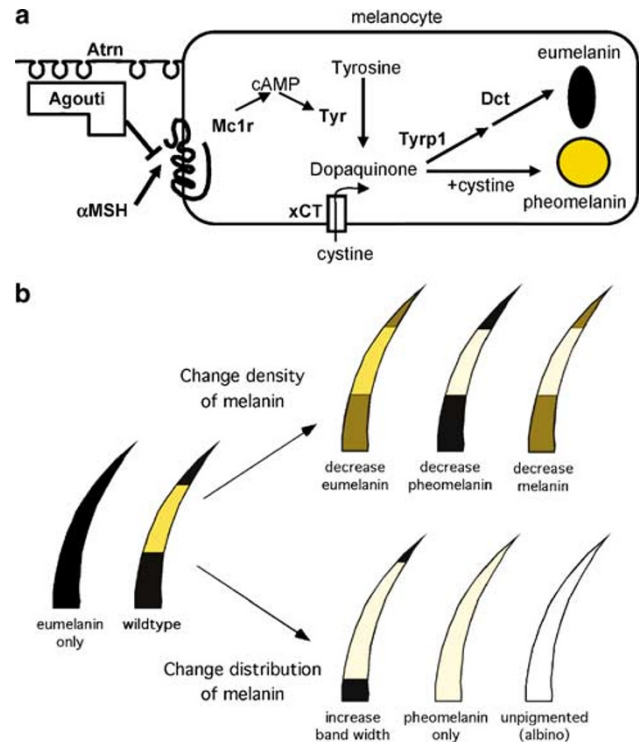 a
melanocyte
Atrn
eumelanin
Agouti
cAMP
Tyrosine
Dct
Mc1r
Tyr
Tyrp1
Dopaquinone
+cystine
pheomelanin
αMSH
xCT
cystine
b
Change density
of melanin
decrease
eumelanin
decrease
pheomelanin
decrease
melanin
eumelanin
only
wildtype
Change distribution
of melanin
increase
band width
pheomelanin
only
unpigmented
(albino)